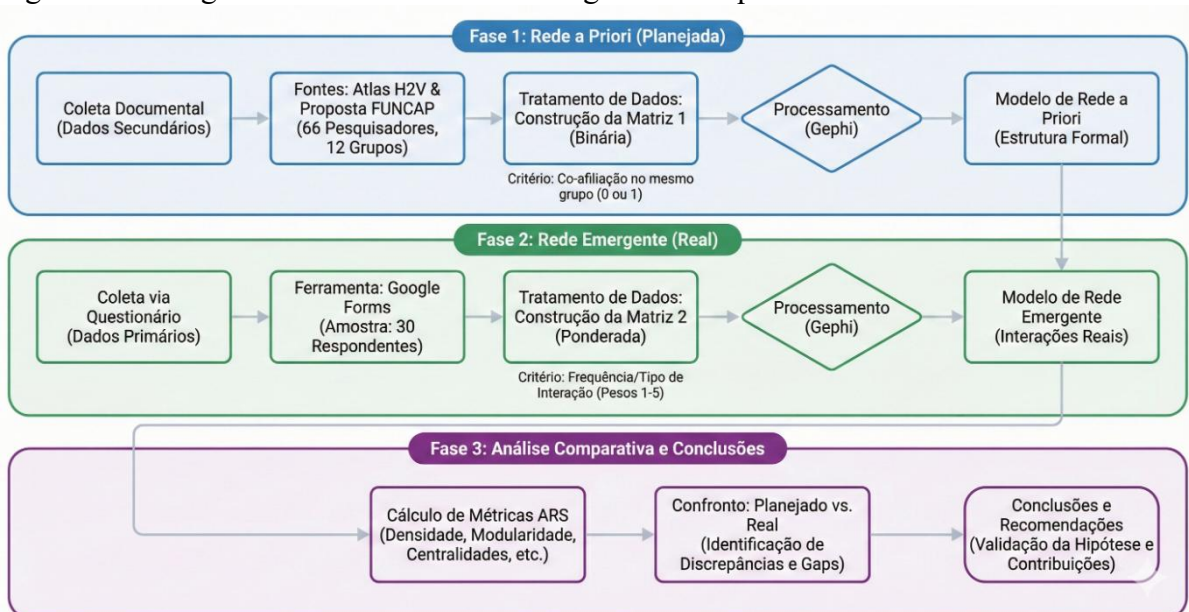 Fase 1: Rede a Priori (Planejada)
Coleta Documental
(Dados Secundários)
Fontes: Atlas H2V &
Proposta FUNCAP
(66 Pesquisadores,
12 Grupos)
Tratamento de Dados:
Construção da Matriz 1
(Binária)
Critério: Co-afiliação no mesmo
grupo (0 ou 1)
Processamento
(Gephi)
Modelo de Rede a
Priori
(Estrutura Formal)
Fase 2: Rede Emergente (Real)
Coleta via
Questionário
(Dados Primários)
Ferramenta: Google
Forms
(Amostra: 30
Respondentes)
Tratamento de Dados:
Construção da Matriz 2
(Ponderada)
Critério: Frequência/Tipo de
Interação (Pesos 1-5)
Processamento
(Gephi)
Modelo de Rede
Emergente
(Interações Reais)
Fase 3: Análise Comparativa e Conclusões
Cálculo de Métricas ARS
(Densidade, Modularidade,
Centralidades, etc.)
Confronto: Planejado vs.
Real
(Identificação de
Discrepâncias e Gaps)
Conclusões e
Recomendações
(Validação da Hipótese e
Contribuições)